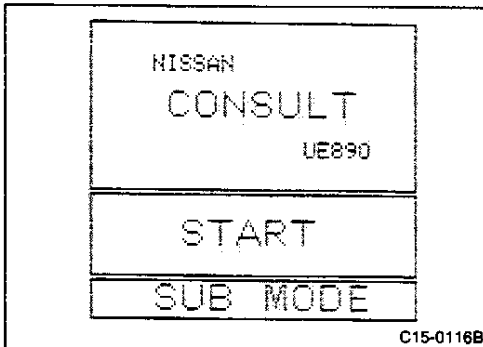 NISSAN
CONSULT
UE890
START
SUB MODE
C15-0116B